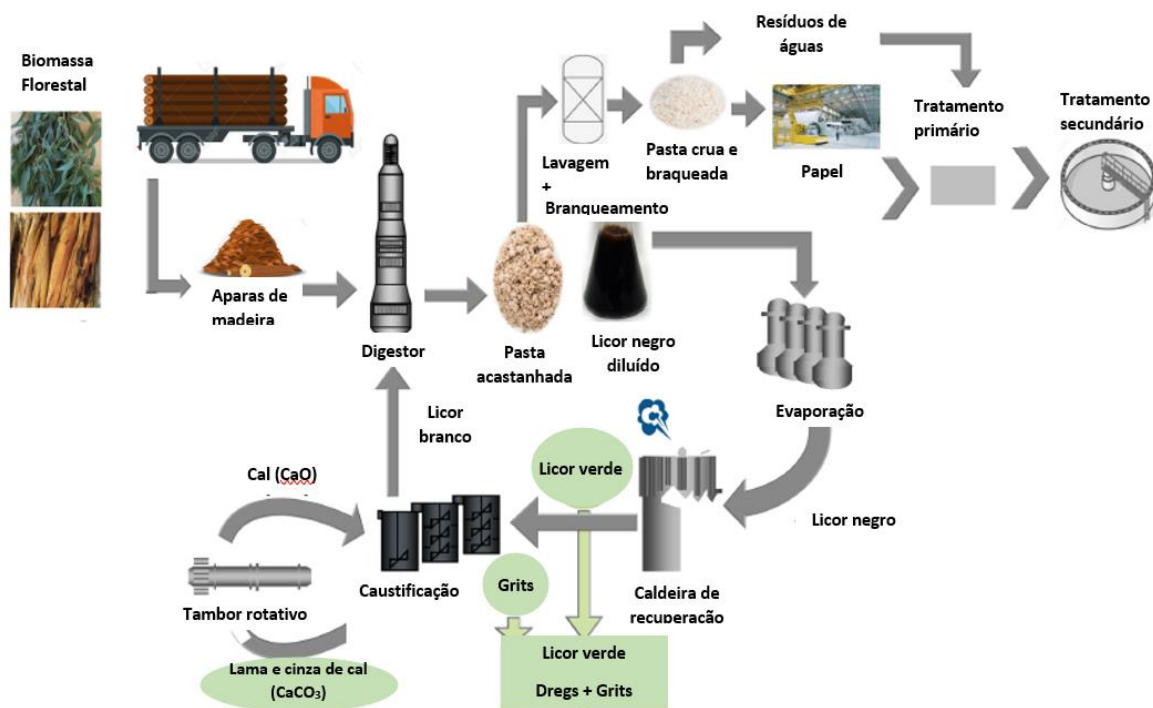 Biomassa
Florestal
Resíduos de
águas
Tratamento
primário
Tratamento
secundário
Lavagem
+
Branqueamento
Pasta crua e
braqueada
Papel
Aparas de
madeira
Digestor
Pasta
acastanhada
Licor negro
diluído
Evaporação
Licor
branco
Licor verde
Cal (CaO)
Licor negro
Grits
Caustificação
Caldeira de
recuperação
Tambor rotativo
Lama e cinza de cal
(CaCO₃)
Licor verde
Dregs + Grits